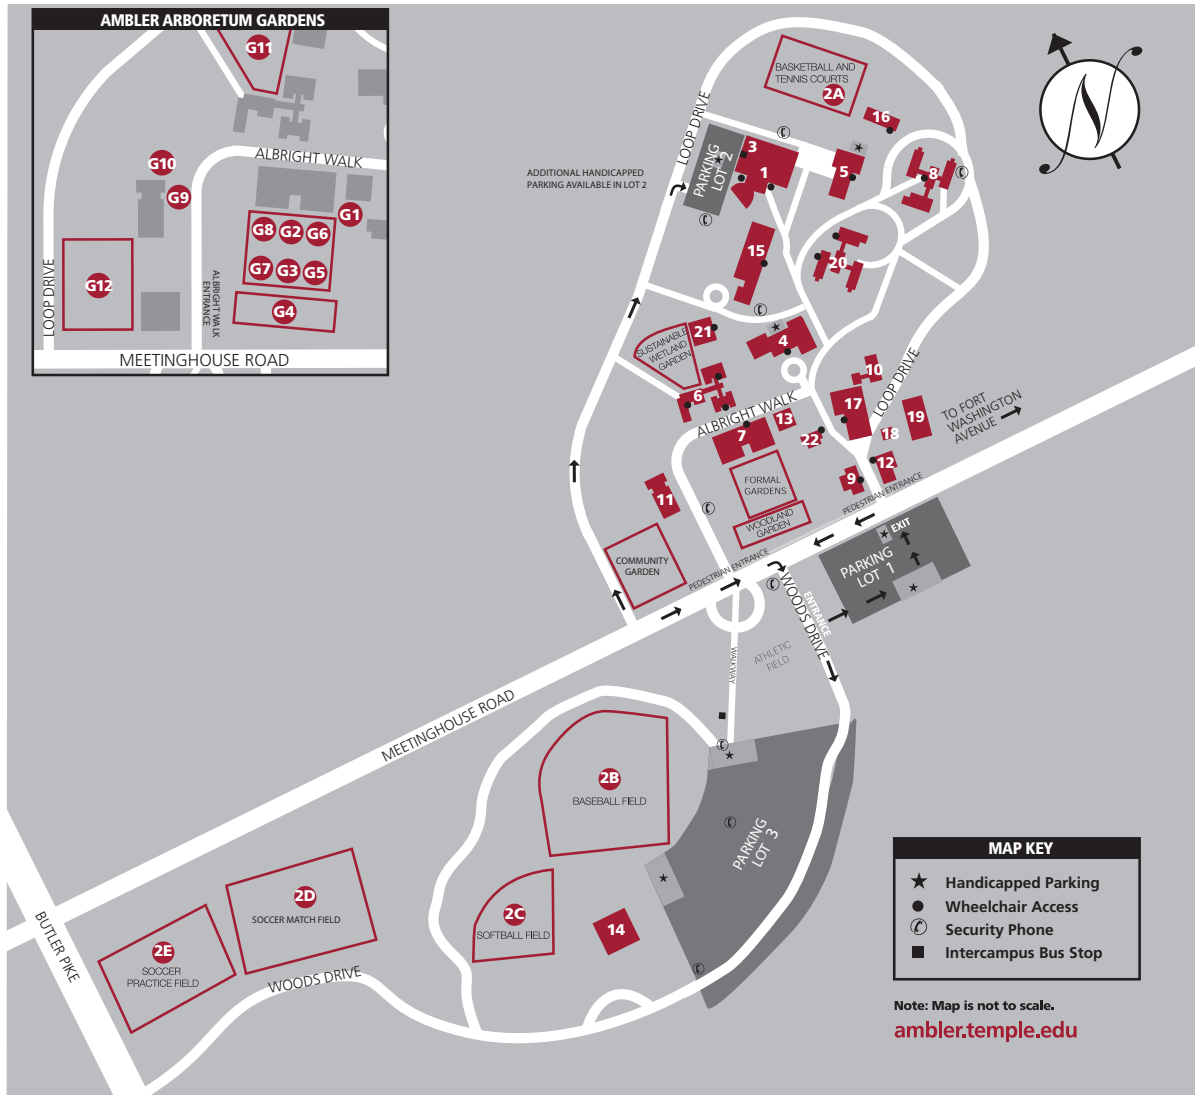 AMBLER ARBORETUM GARDENS
G11
G10
G9
ALBRIGHT WALK
G1
G8
G2
G6
G7
G3
G5
G12
G4
LOOP DRIVE
ALBRIGHT WALK
ENTRANCE
MEETINGHOUSE ROAD
BASKETBALL AND
TENNIS COURTS
2A
16
N
LOOP DRIVE
PARKING
LOT 2
3
1
5
8
ADDITIONAL HANDICAPPED
PARKING AVAILABLE IN LOT 2
15
20
21
SUSTAINABLE
WETLAND
GARDEN
4
6
10
LOOP DRIVE
ALBRIGHT WALK
13
17
19
18
22
7
TO FORT
WASHINGTON
AVENUE
12
9
FORMAL
GARDENS
11
WOODLAND
GARDEN
PEDESTRIAN ENTRANCE
COMMUNITY
GARDEN
PEDESTRIAN ENTRANCE
EXIT
PARKING
LOT 1
ENTRANCE
WOODS DRIVE
ATHLETIC
FIELD
WALKWAY
MEETINGHOUSE ROAD
2B
BASEBALL FIELD
PARKING
LOT 3
2D
SOCCER MATCH FIELD
2C
SOFTBALL FIELD
14
2E
SOCCER
PRACTICE FIELD
WOODS DRIVE
BUTLER PIKE
MAP KEY
Handicapped Parking
Wheelchair Access
Security Phone
Intercampus Bus Stop
Note: Map is not to scale.
ambler.temple.edu